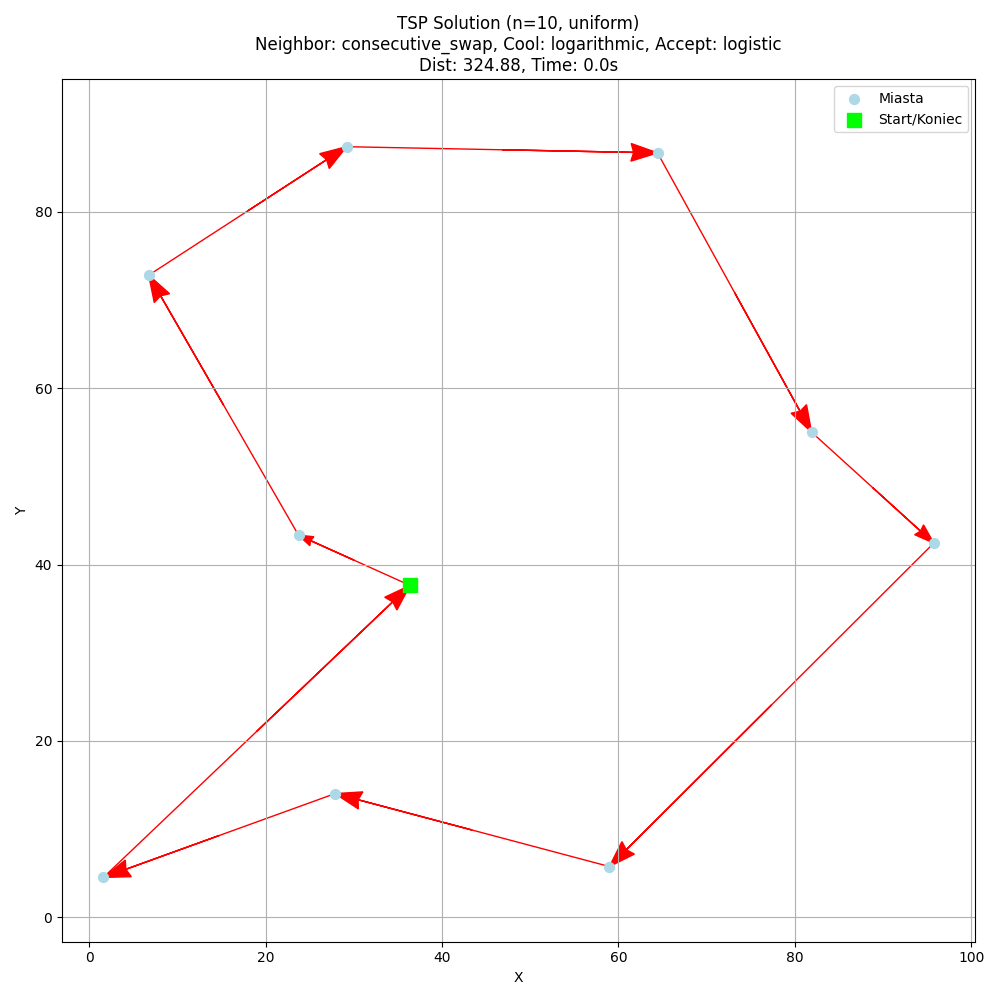 TSP Solution (n=10, uniform)
Neighbor: consecutive_swap, Cool: logarithmic, Accept: logistic
Dist: 324.88, Time: 0.0s
Miasta
Start/Koniec
80
60
40
20
0
Y
0 20 40 60 80 100
X